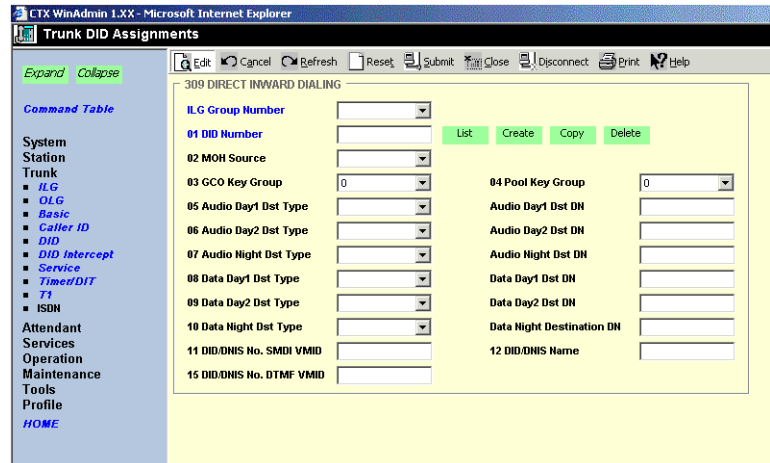 CTX WinAdmin 1.XX - Microsoft Internet Explorer
Trunk DID Assignments
Edit Cancel Refresh Reset Submit Close Disconnect Print Help
Expand Collapse
Command Table
System
Station
Trunk
ILG
OLG
Basic
Caller ID
DID
DID Intercept
Service
Timer/DIT
T1
ISDN
Attendant
Services
Operation
Maintenance
Tools
Profile
HOME
309 DIRECT INWARD DIALING
ILG Group Number
01 DID Number List Create Copy Delete
02 MOH Source
03 GCO Key Group 0 04 Pool Key Group 0
05 Audio Day1 Dst Type Audio Day1 Dst DN
06 Audio Day2 Dst Type Audio Day2 Dst DN
07 Audio Night Dst Type Audio Night Dst DN
08 Data Day1 Dst Type Data Day1 Dst DN
09 Data Day2 Dst Type Data Day2 Dst DN
10 Data Night Dst Type Data Night Destination DN
11 DID/DNIS No. SMDI VMID 12 DID/DNIS Name
15 DID/DNIS No. DTMF VMID